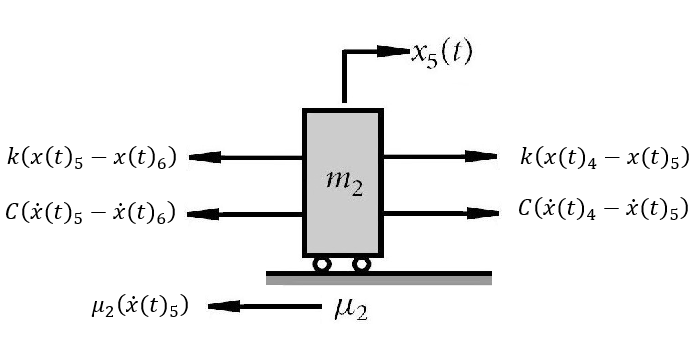 x₅(t)
k(x(t)₅ − x(t)₆)
k(x(t)₄ − x(t)₅)
m₂
C(ẋ(t)₅ − ẋ(t)₆)
C(ẋ(t)₄ − ẋ(t)₅)
μ₂(ẋ(t)₅)
μ₂